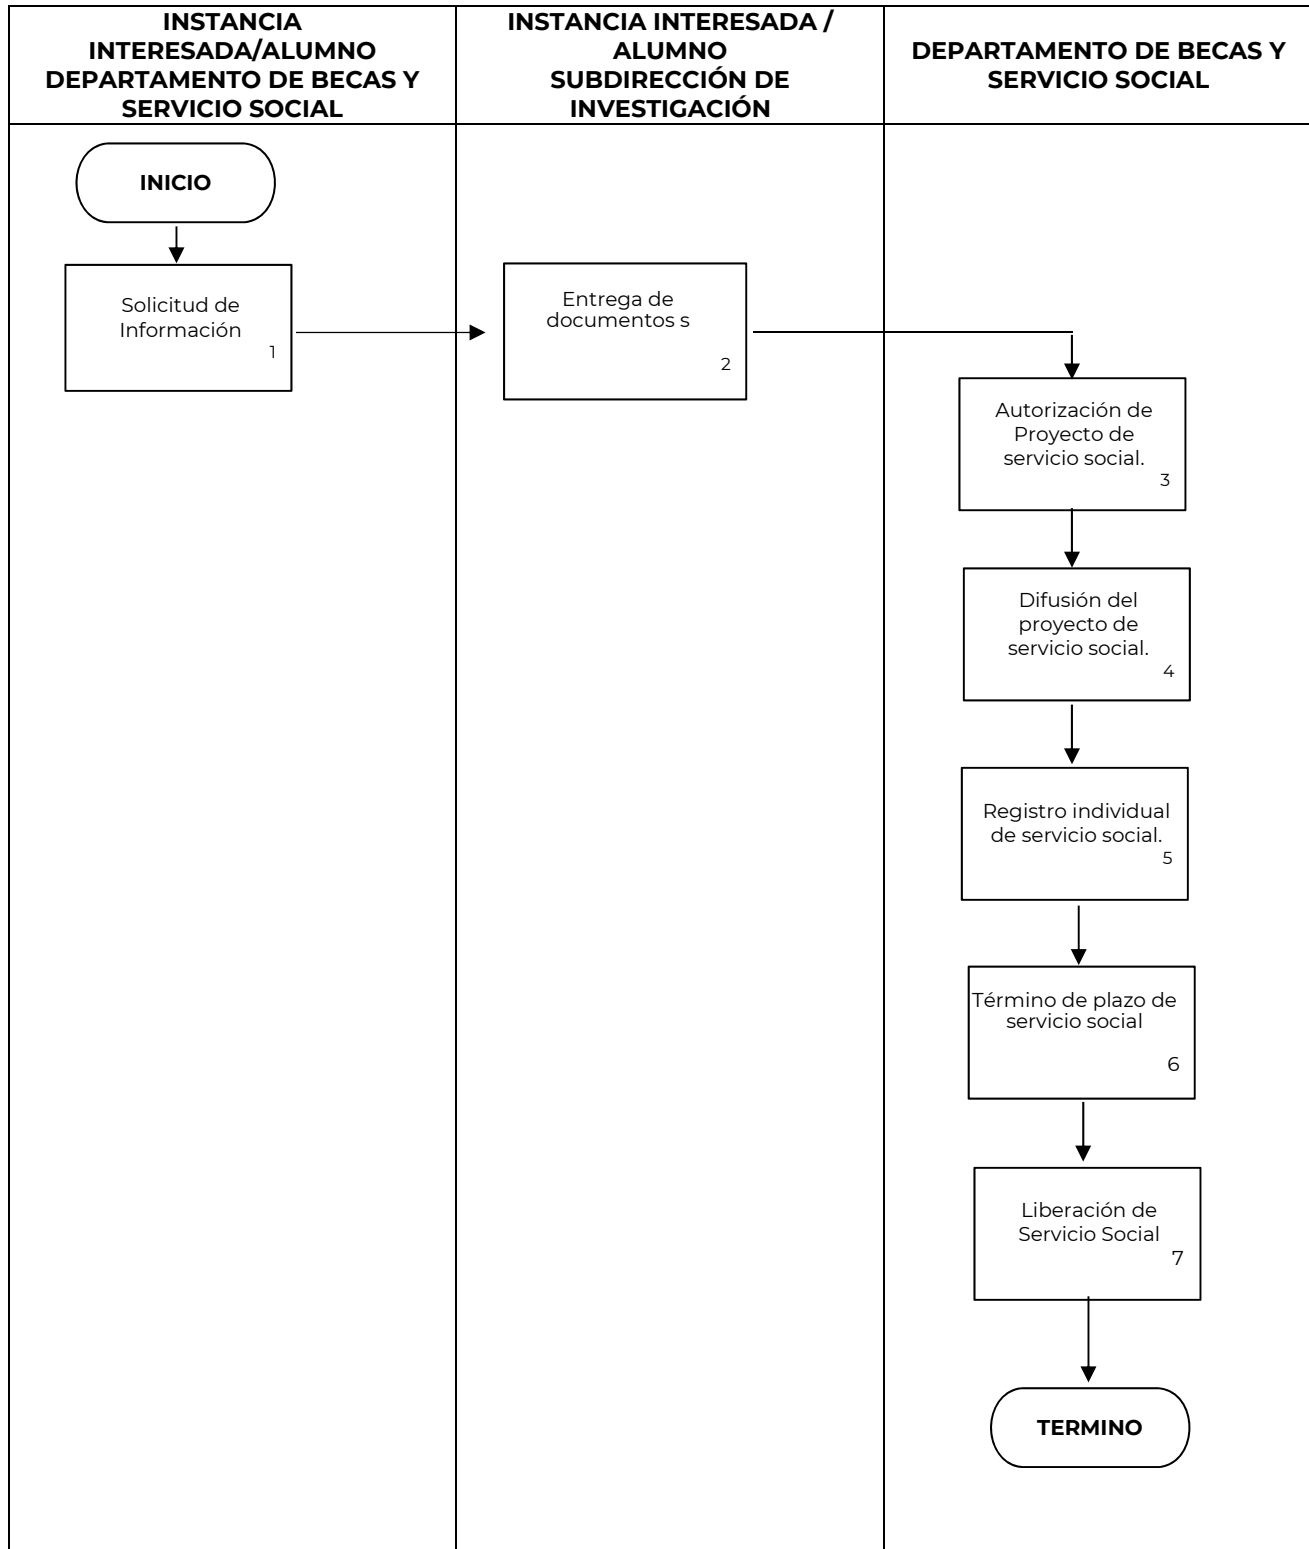 INSTANCIA
INTERESADA/ALUMNO
DEPARTAMENTO DE BECAS Y
SERVICIO SOCIAL
INSTANCIA INTERESADA /
ALUMNO
SUBDIRECCIÓN DE
INVESTIGACIÓN
DEPARTAMENTO DE BECAS Y
SERVICIO SOCIAL
INICIO
Solicitud de
Información
1
Entrega de
documentos s
2
Autorización de
Proyecto de
servicio social.
3
Difusión del
proyecto de
servicio social.
4
Registro individual
de servicio social.
5
Término de plazo de
servicio social
6
Liberación de
Servicio Social
7
TERMINO